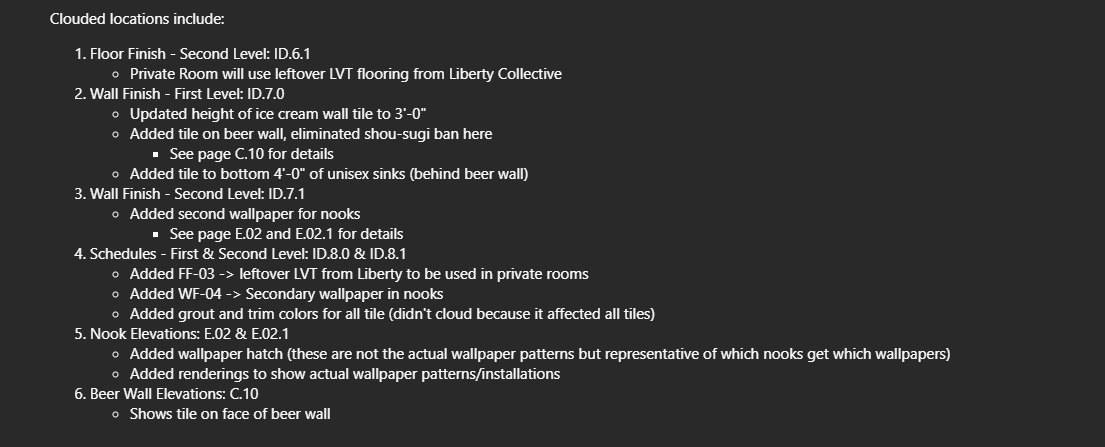 Clouded locations include:
1. Floor Finish - Second Level: ID.6.1
○ Private Room will use leftover LVT flooring from Liberty Collective
2. Wall Finish - First Level: ID.7.0
○ Updated height of ice cream wall tile to 3'-0"
○ Added tile on beer wall, eliminated shou-sugi ban here
▪ See page C.10 for details
○ Added tile to bottom 4'-0" of unisex sinks (behind beer wall)
3. Wall Finish - Second Level: ID.7.1
○ Added second wallpaper for nooks
▪ See page E.02 and E.02.1 for details
4. Schedules - First & Second Level: ID.8.0 & ID.8.1
○ Added FF-03 -> leftover LVT from Liberty to be used in private rooms
○ Added WF-04 -> Secondary wallpaper in nooks
○ Added grout and trim colors for all tile (didn't cloud because it affected all tiles)
5. Nook Elevations: E.02 & E.02.1
○ Added wallpaper hatch (these are not the actual wallpaper patterns but representative of which nooks get which wallpapers)
○ Added renderings to show actual wallpaper patterns/installations
6. Beer Wall Elevations: C.10
○ Shows tile on face of beer wall